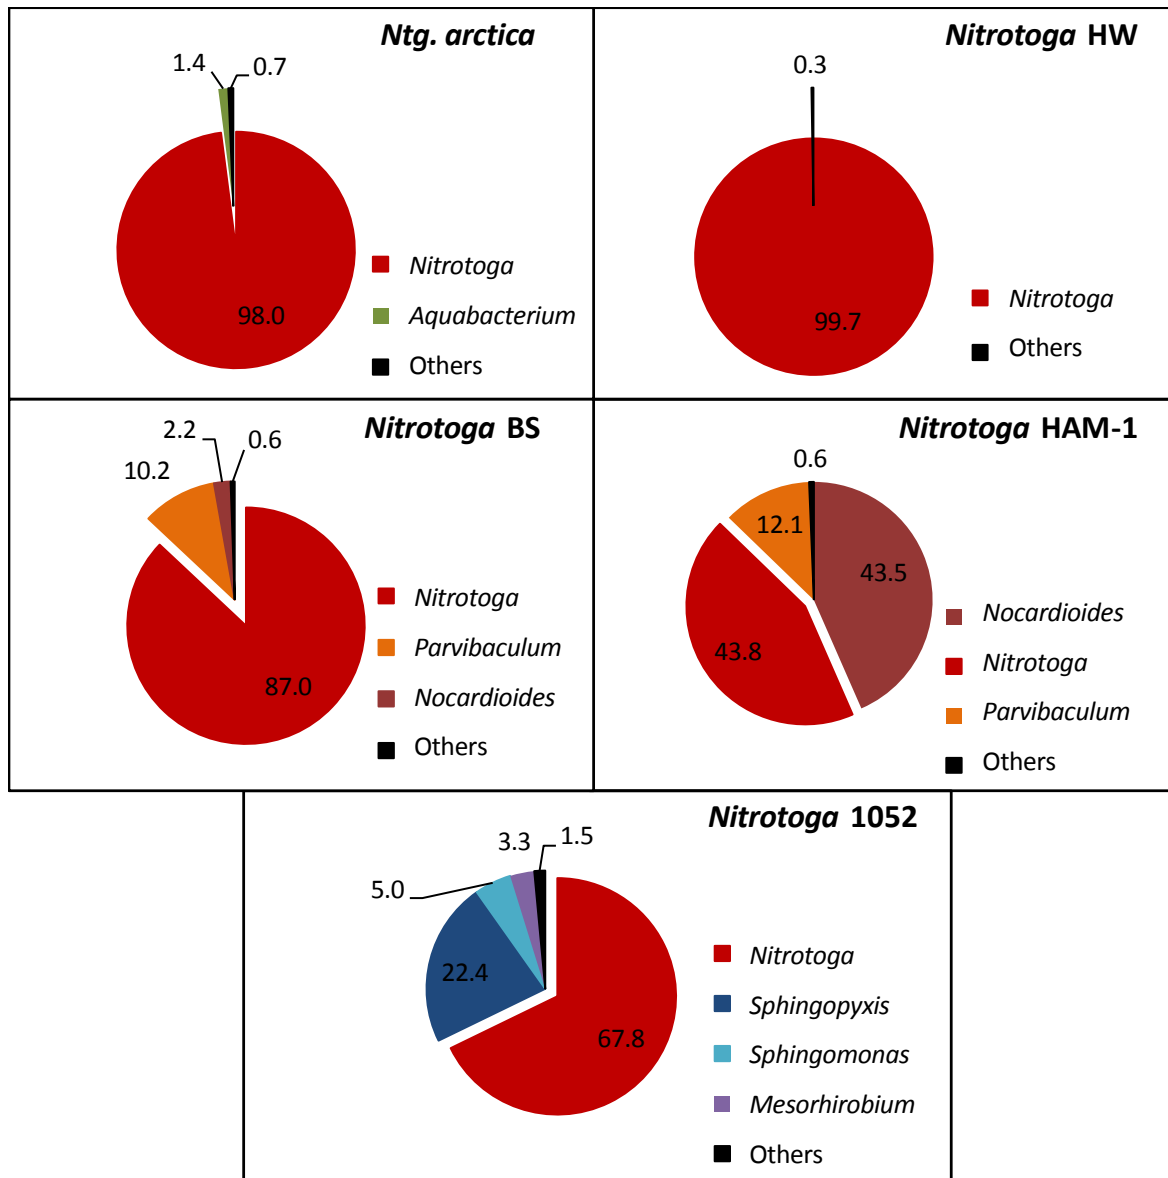 Ntg. arctica
1.4
0.7
98.0
Nitrotoga
Aquabacterium
Others
Nitrotoga HW
0.3
99.7
Nitrotoga
Others
Nitrotoga BS
2.2
0.6
10.2
87.0
Nitrotoga
Parvibaculum
Nocardioides
Others
Nitrotoga HAM-1
0.6
12.1
43.5
43.8
Nocardioides
Nitrotoga
Parvibaculum
Others
Nitrotoga 1052
3.3
1.5
5.0
22.4
67.8
Nitrotoga
Sphingopyxis
Sphingomonas
Mesorhirobium
Others